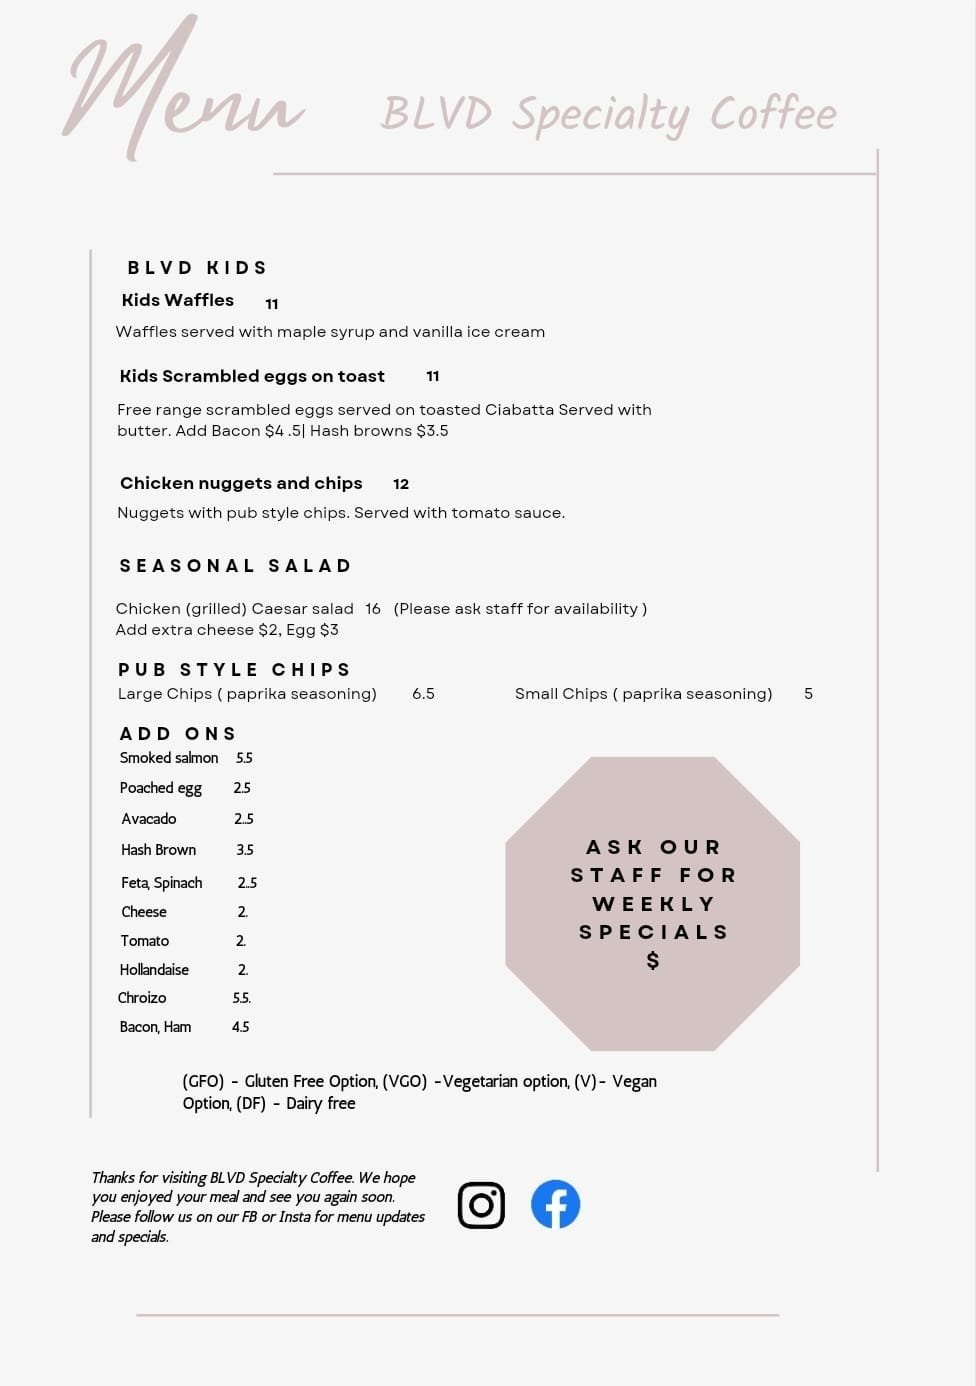 Menu
BLVD Specialty Coffee
BLVD KIDS
Kids Waffles 11
Waffles served with maple syrup and vanilla ice cream
Kids Scrambled eggs on toast 11
Free range scrambled eggs served on toasted Ciabatta Served with
butter. Add Bacon $4 .5| Hash browns $3.5
Chicken nuggets and chips 12
Nuggets with pub style chips. Served with tomato sauce.
SEASONAL SALAD
Chicken (grilled) Caesar salad 16 (Please ask staff for availability )
Add extra cheese $2, Egg $3
PUB STYLE CHIPS
Large Chips ( paprika seasoning) 6.5 Small Chips ( paprika seasoning) 5
ADD ONS
Smoked salmon 5.5
Poached egg 2.5
Avacado 2..5
Hash Brown 3.5
Feta, Spinach 2..5
Cheese 2.
Tomato 2.
Hollandaise 2.
Chroizo 5.5.
Bacon, Ham 4.5
ASK OUR
STAFF FOR
WEEKLY
SPECIALS
$
(GFO) - Gluten Free Option, (VGO) -Vegetarian option, (V)- Vegan
Option, (DF) - Dairy free
Thanks for visiting BLVD Specialty Coffee. We hope
you enjoyed your meal and see you again soon.
Please follow us on our FB or Insta for menu updates
and specials.